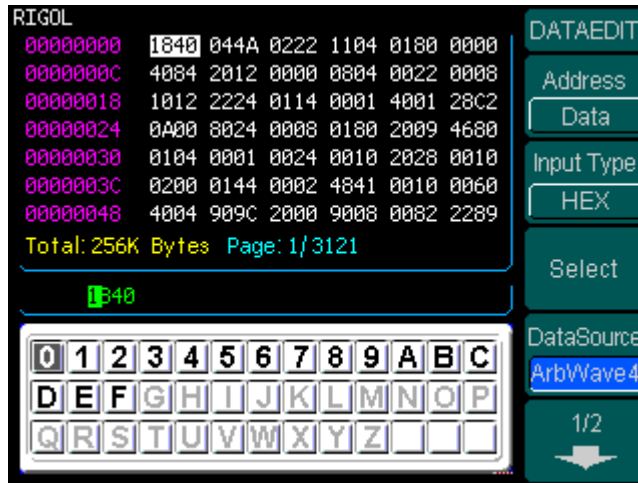 RIGOL
00000000 1840 044A 0222 1104 0180 0000
0000000C 4084 2012 0000 0804 0022 0008
00000018 1012 2224 0114 0001 4001 28C2
00000024 0A00 8024 0008 0180 2009 4680
00000030 0104 0001 0024 0010 2028 0010
0000003C 0200 0144 0002 4841 0010 0060
00000048 4004 909C 2000 9008 0082 2289
Total: 256K Bytes Page: 1/3121
1840
0 1 2 3 4 5 6 7 8 9 A B C
D E F G H I J K L M N O P
Q R S T U V W X Y Z
DATAEDIT
Address
Data
Input Type
HEX
Select
DataSource
ArbWave4
1/2